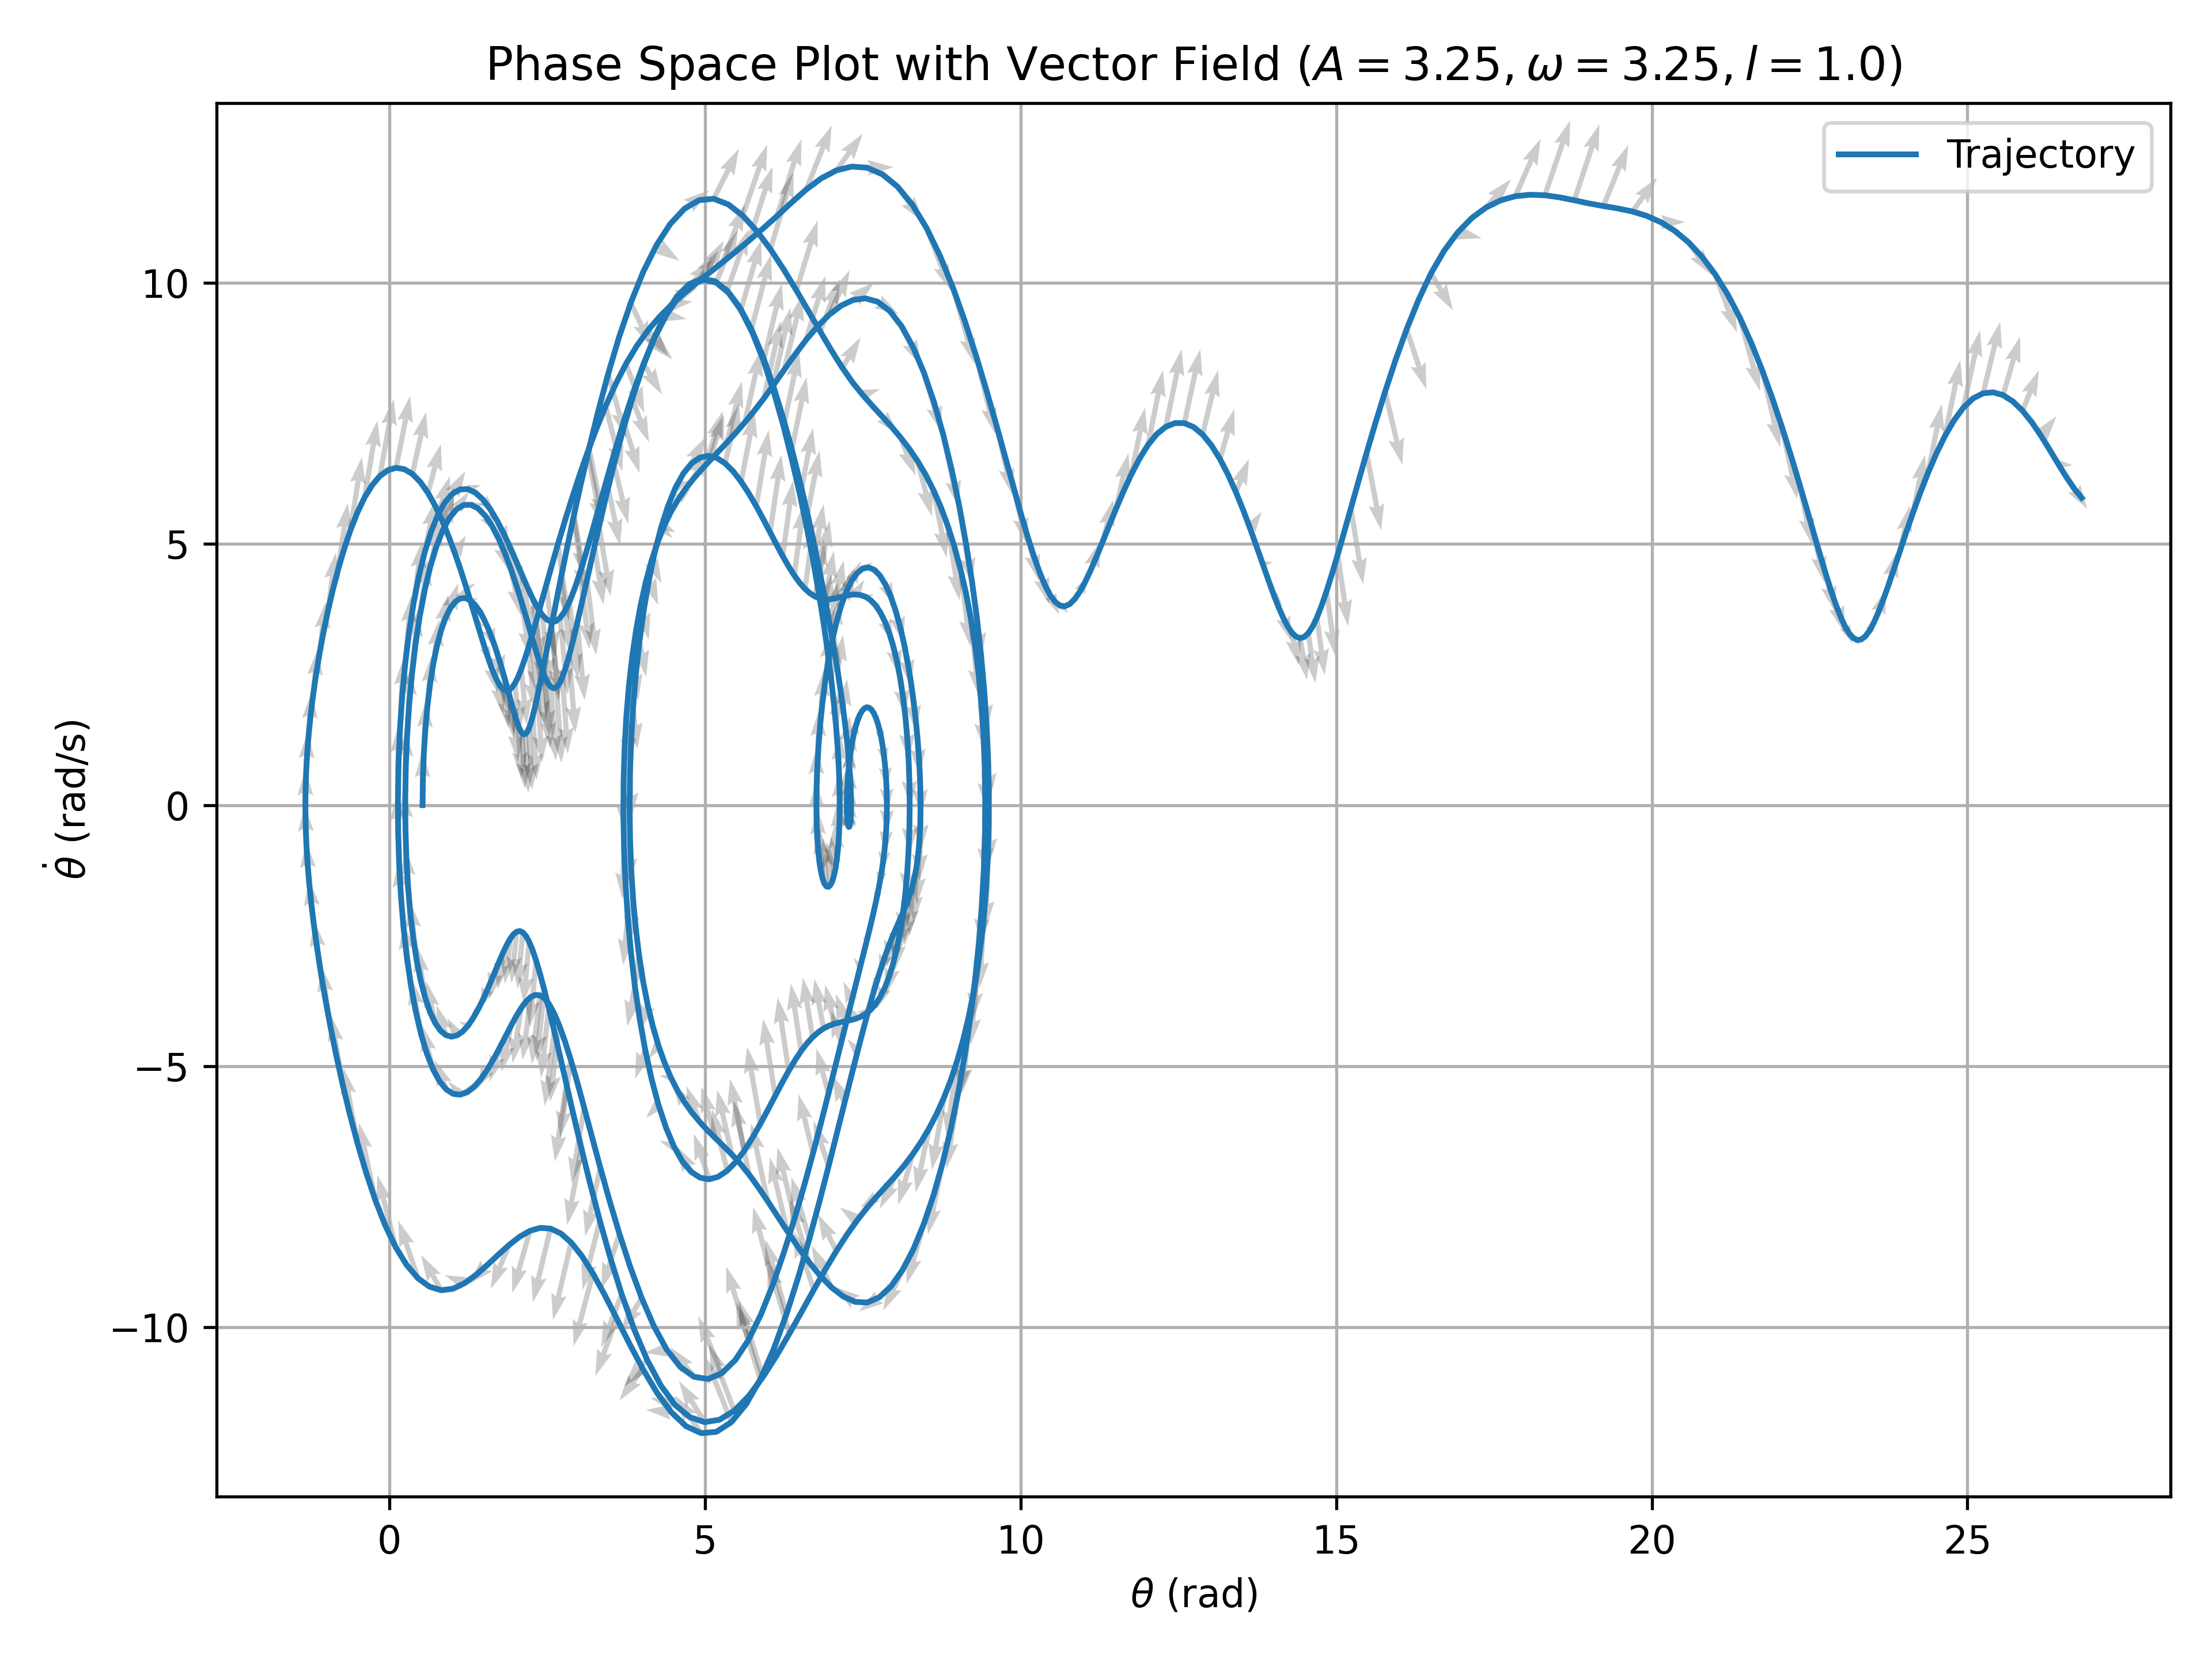 Phase Space Plot with Vector Field (A = 3.25, ω = 3.25, l = 1.0)
Trajectory
10
5
0
−5
−10
θ̇ (rad/s)
0 5 10 15 20 25
θ (rad)